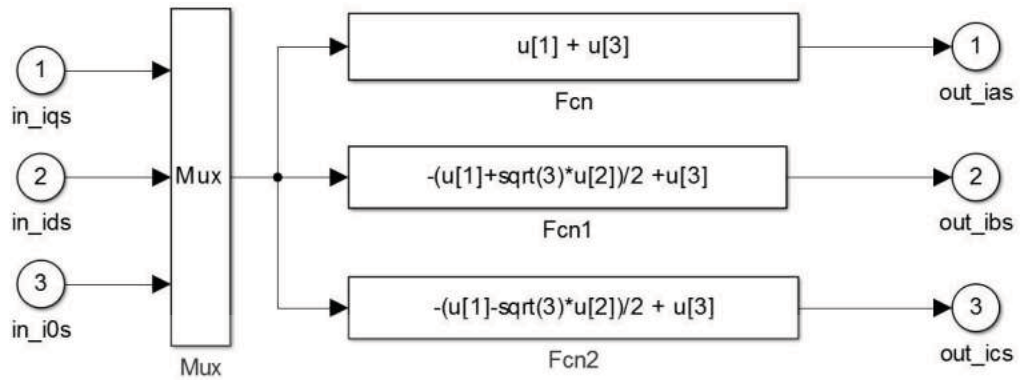 1
in_iqs
2
in_ids
3
in_i0s
Mux
Mux
u[1] + u[3]
Fcn
-(u[1]+sqrt(3)*u[2])/2 +u[3]
Fcn1
-(u[1]-sqrt(3)*u[2])/2 + u[3]
Fcn2
1
out_ias
2
out_ibs
3
out_ics